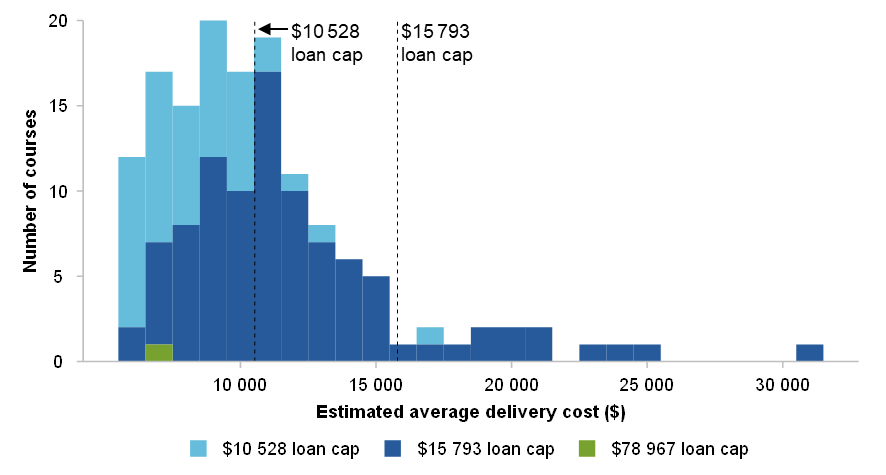 20
15
10
5
0
Number of courses
$10 528
loan cap
$15 793
loan cap
10 000
15 000
20 000
25 000
30 000
Estimated average delivery cost ($)
$10 528 loan cap
$15 793 loan cap
$78 967 loan cap